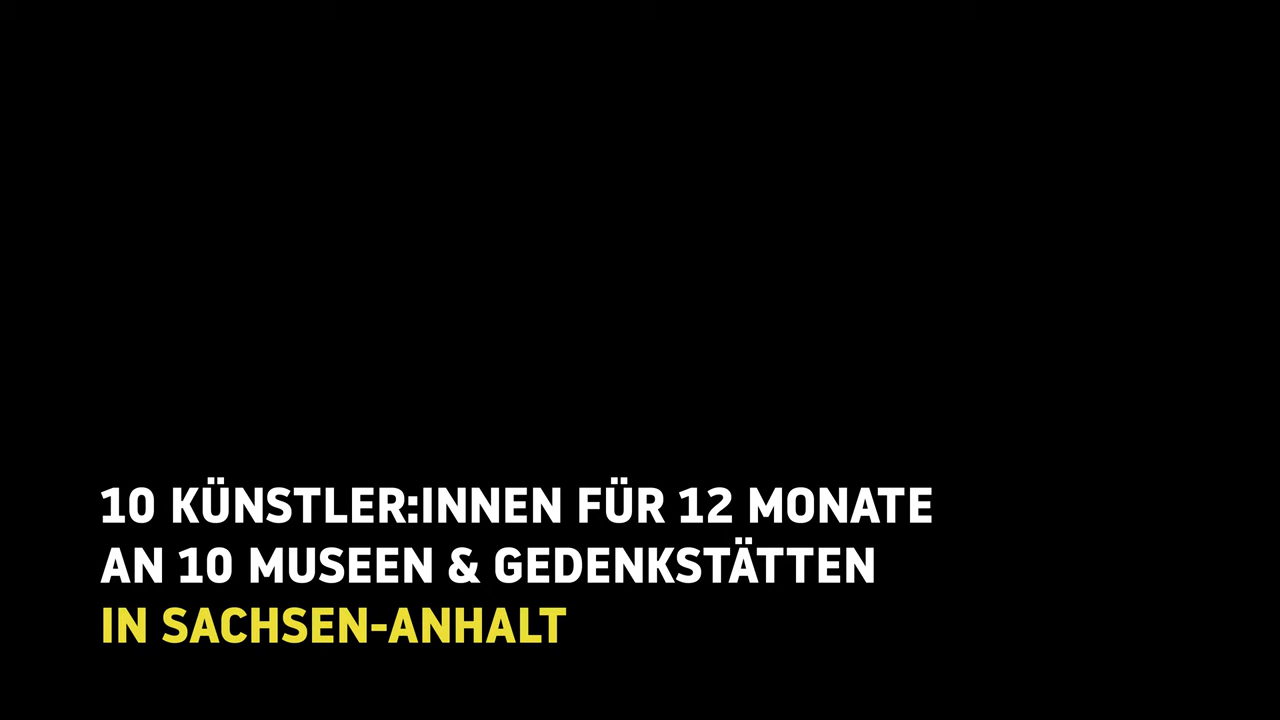 10 KÜNSTLER:INNEN FÜR 12 MONATE
AN 10 MUSEEN & GEDENKSTÄTTEN
IN SACHSEN-ANHALT